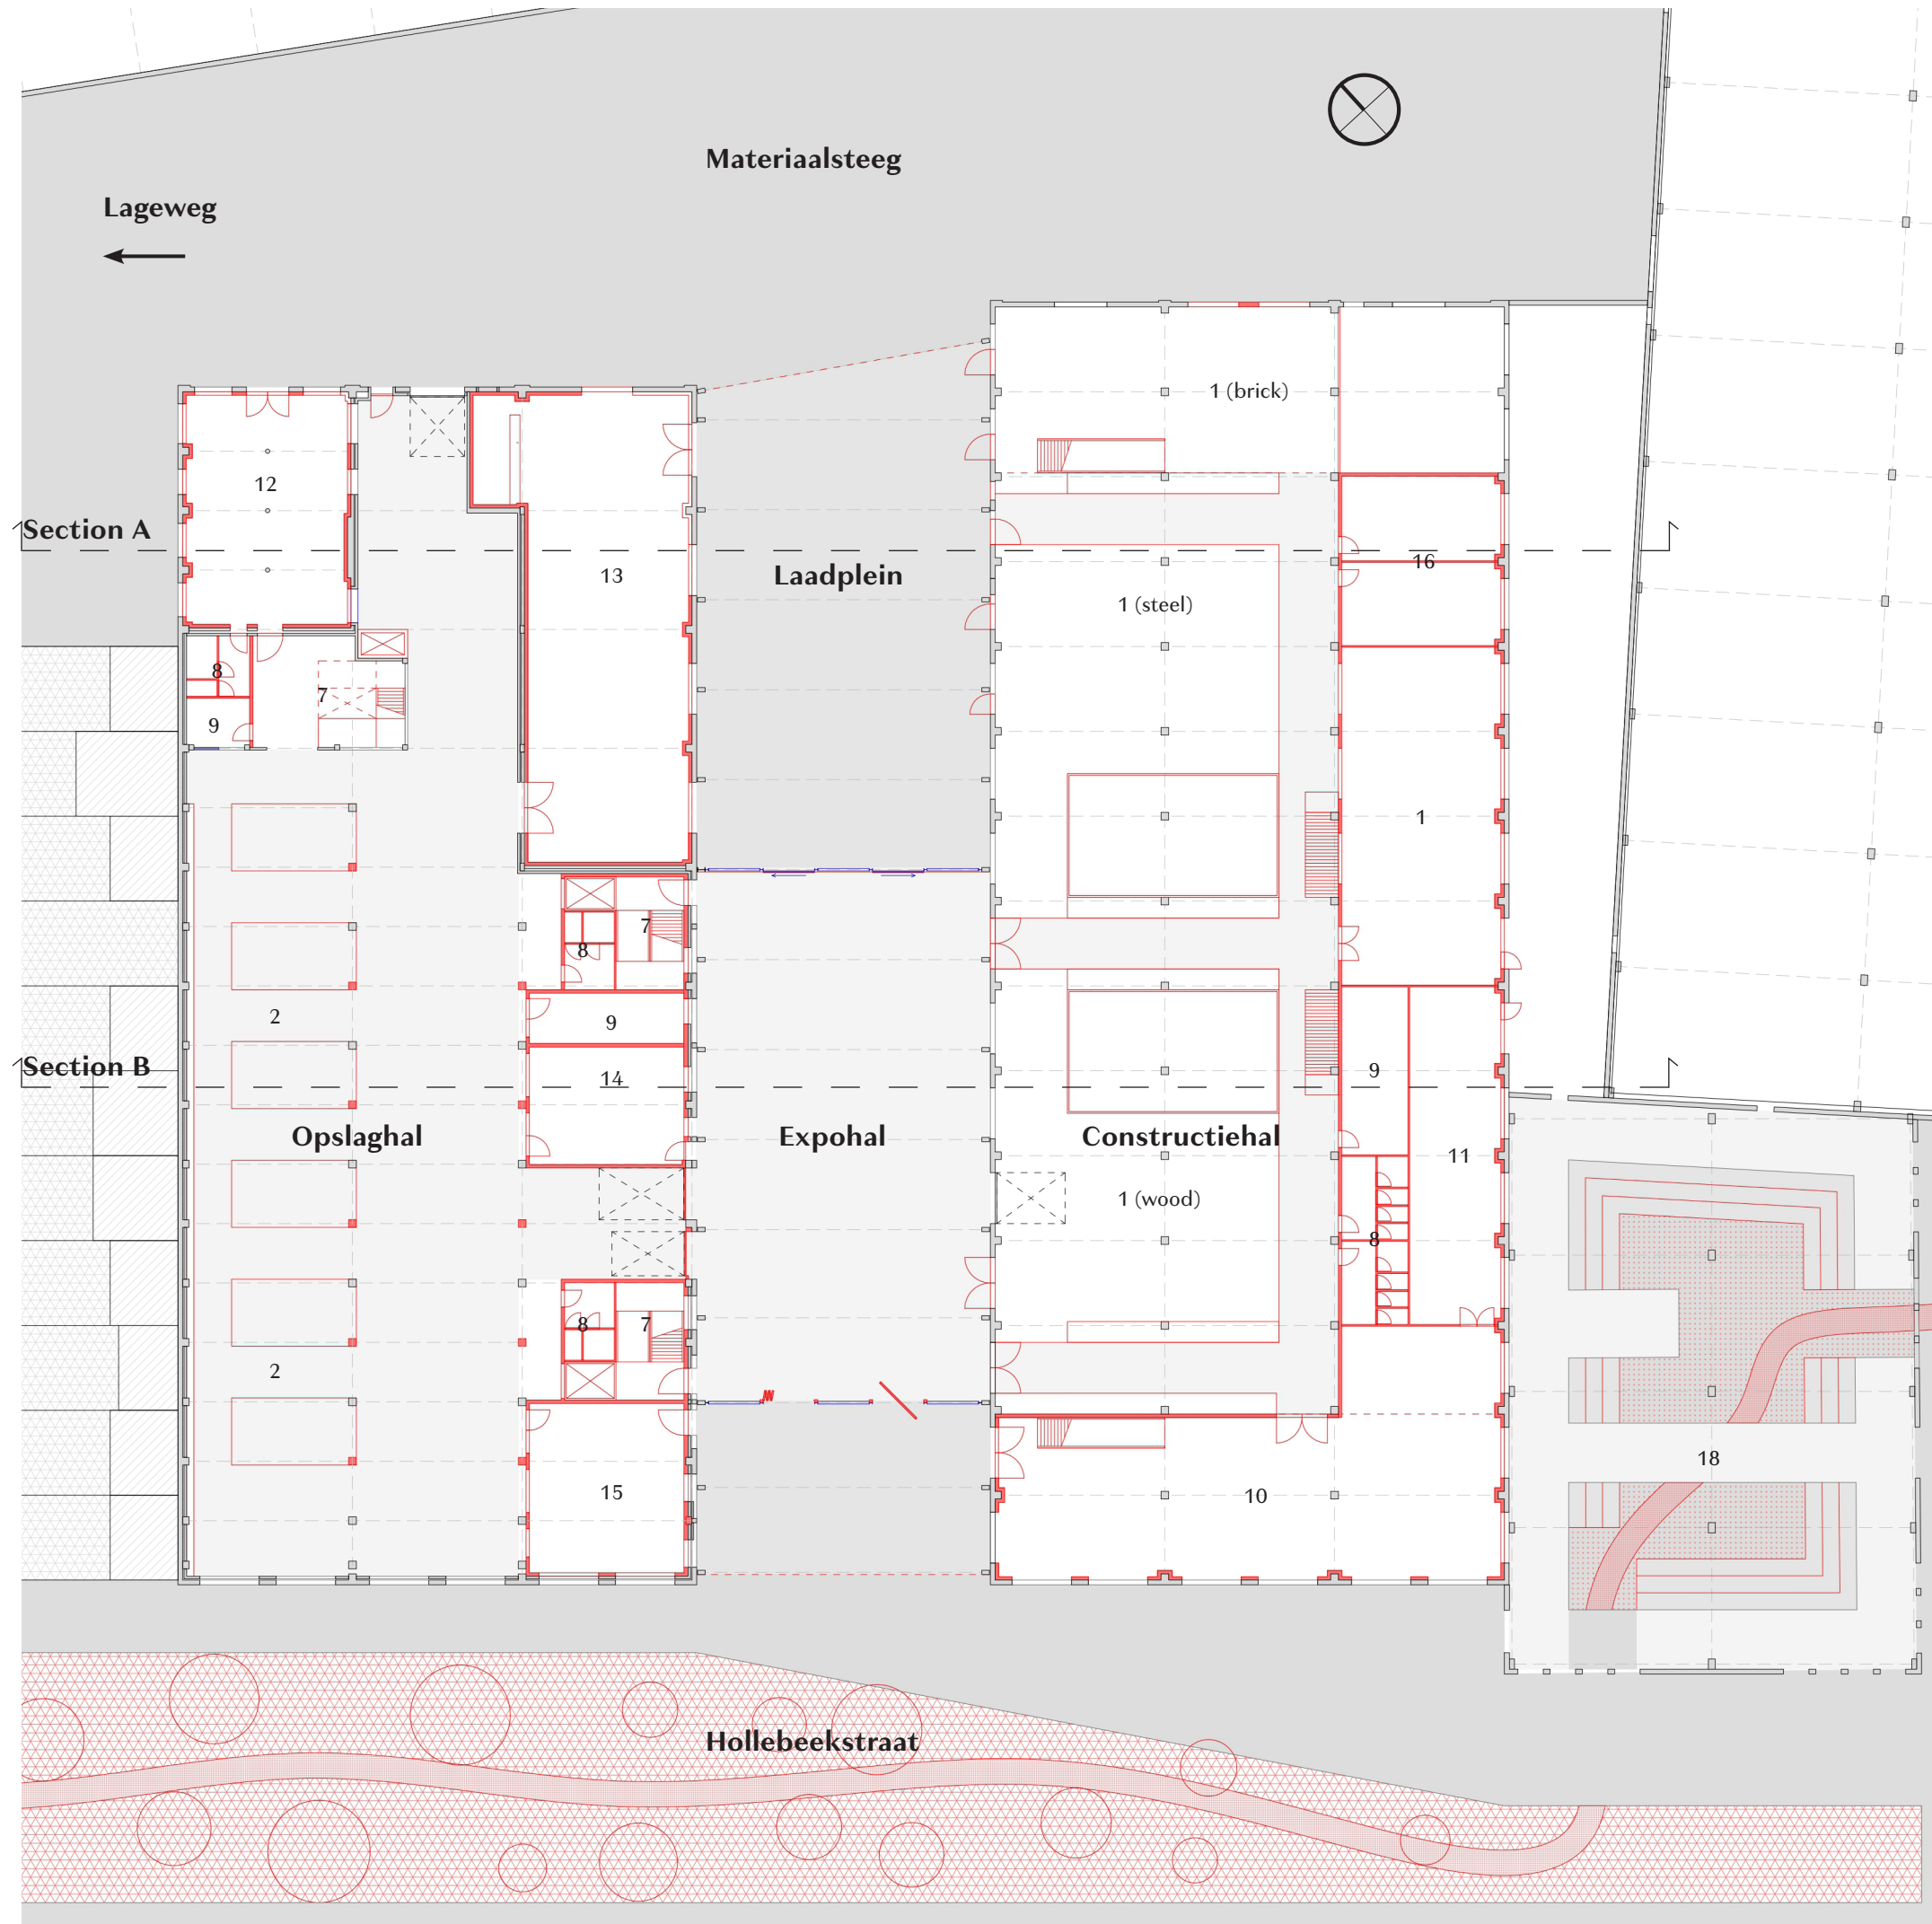 Materiaalsteeg
Lageweg
1 (brick)
12
Section A
16
13
Laadplein
1 (steel)
8
7
9
1
7
8
2
9
Section B
9
14
Opslaghal
Expohal
Constructiehal
11
1 (wood)
8
8
7
2
18
15
10
Hollebeekstraat